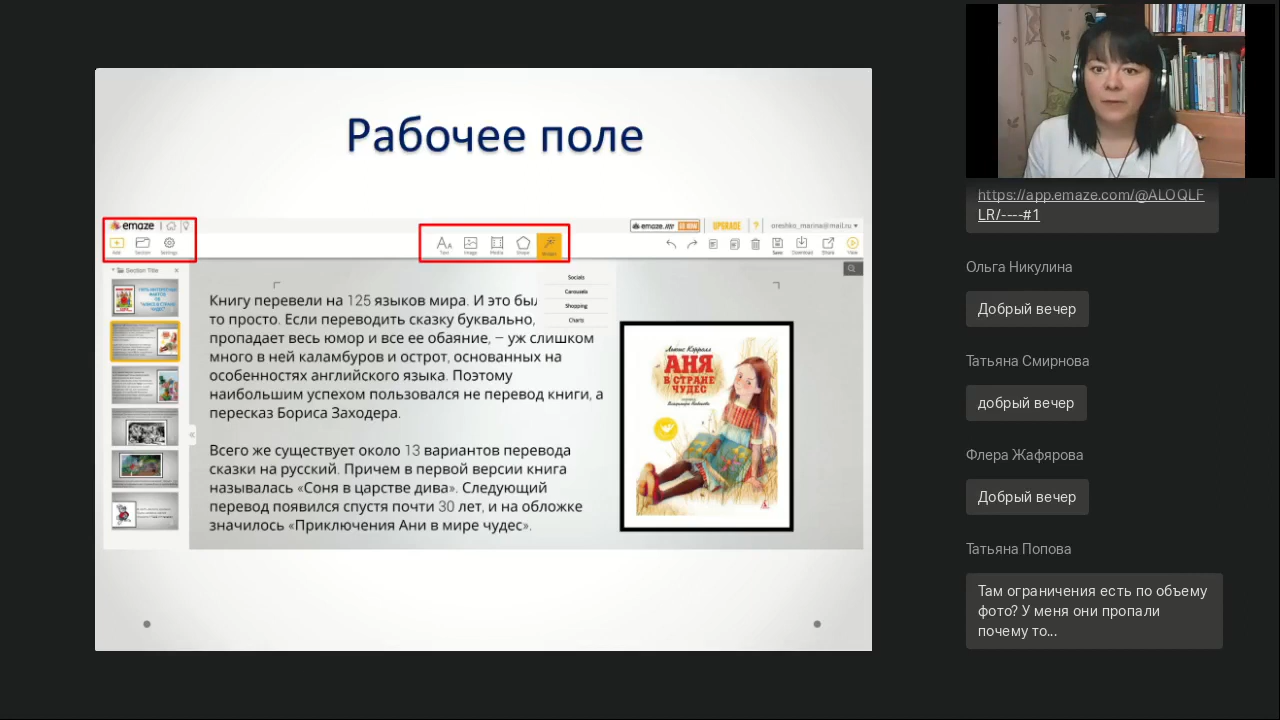 Рабочее поле
emaze
Add
Section
Settings
Text
Image
Media
Shape
Widget
emaze.me
UPGRADE
?
oreshko_marina@mail.ru
Save
Download
Share
View
Section Title
Socials
Carousels
Shopping
Charts
Книгу перевели на 125 языков мира. И это был
то просто. Если переводить сказку буквально,
пропадает весь юмор и все ее обаяние, – уж слишком
много в ней каламбуров и острот, основанных на
особенностях английского языка. Поэтому
наибольшим успехом пользовался не перевод книги, а
пересказ Бориса Заходера.
Всего же существует около 13 вариантов перевода
сказки на русский. Причем в первой версии книга
называлась «Соня в царстве дива». Следующий
перевод появился спустя почти 30 лет, и на обложке
значилось «Приключения Ани в мире чудес».
Льюис Кэрролл
АНЯ
В СТРАНЕ
ЧУДЕС
https://app.emaze.com/@ALOQLF
LR/----#1
Ольга Никулина
Добрый вечер
Татьяна Смирнова
добрый вечер
Флера Жафярова
Добрый вечер
Татьяна Попова
Там ограничения есть по объему
фото? У меня они пропали
почему то...